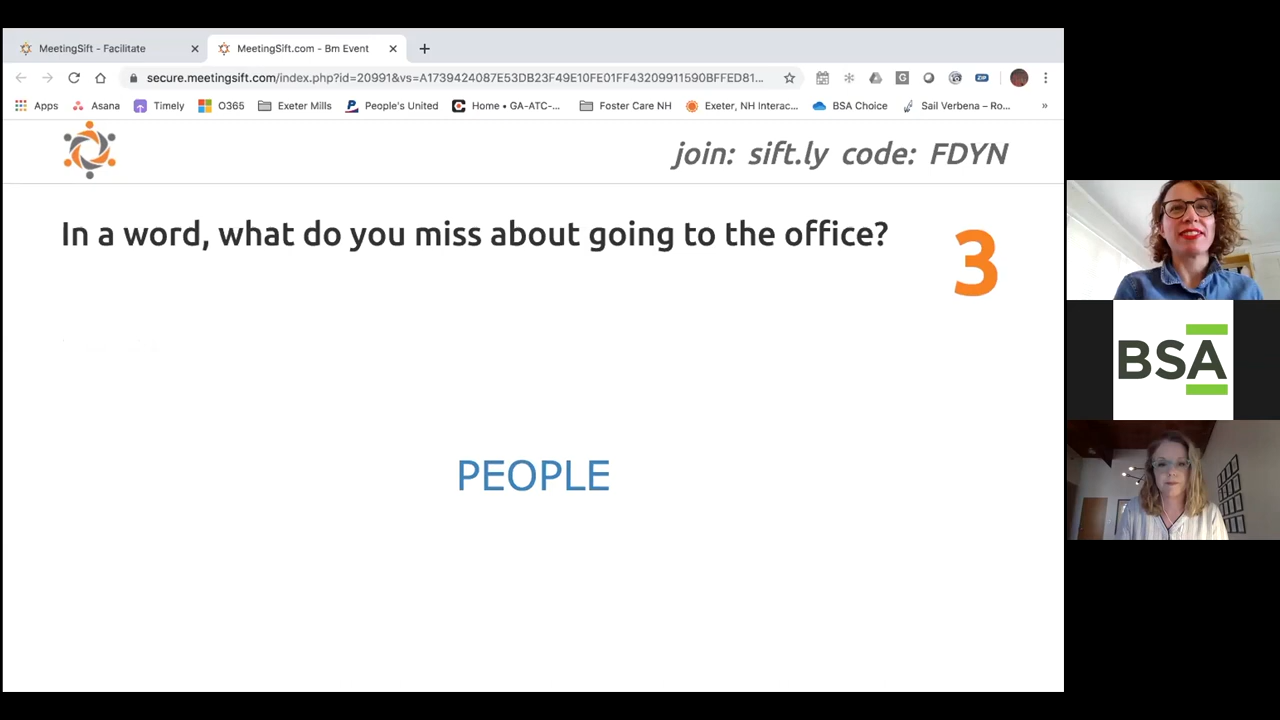 MeetingSift - Facilitate
MeetingSift.com - Bm Event
secure.meetingsift.com/index.php?id=20991&vs=A1739424087E53DB23F49E10FE01FF43209911590BFFED81...
ZIP
Apps
Asana
Timely
O365
Exeter Mills
People's United
Home • GA-ATC-...
Foster Care NH
Exeter, NH Interac...
BSA Choice
Sail Verbena – Ro...
»
join: sift.ly code: FDYN
In a word, what do you miss about going to the office?
3
PEOPLE
BSA